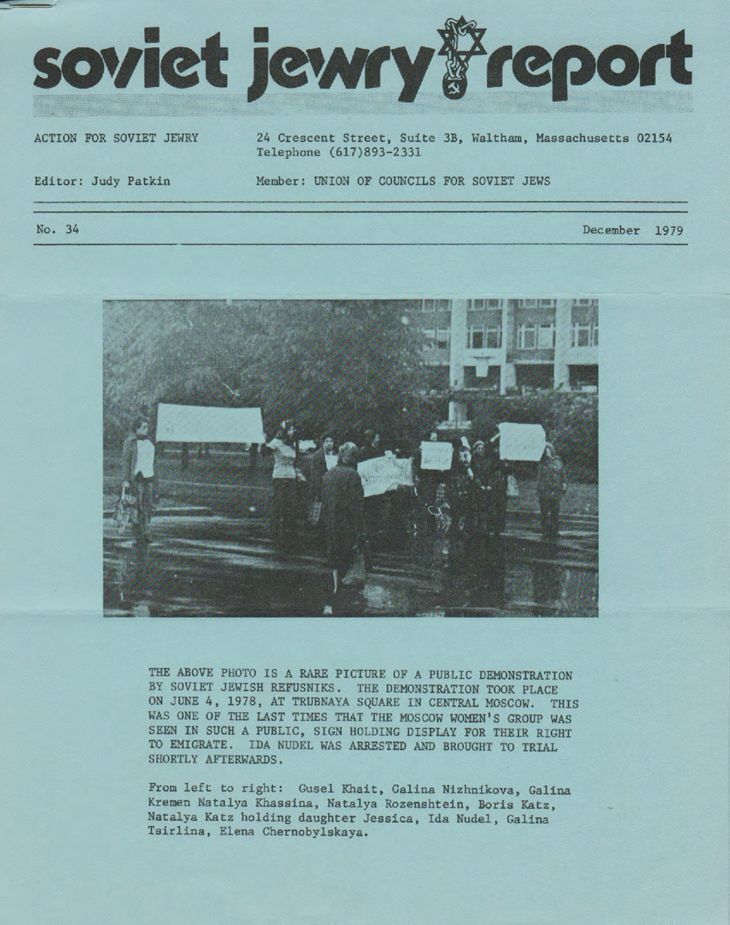 soviet jewry report
ACTION FOR SOVIET JEWRY
24 Crescent Street, Suite 3B, Waltham, Massachusetts 02154
Telephone (617)893-2331
Editor: Judy Patkin
Member: UNION OF COUNCILS FOR SOVIET JEWS
No. 34
December 1979
THE ABOVE PHOTO IS A RARE PICTURE OF A PUBLIC DEMONSTRATION
BY SOVIET JEWISH REFUSNIKS. THE DEMONSTRATION TOOK PLACE
ON JUNE 4, 1978, AT TRUBNAYA SQUARE IN CENTRAL MOSCOW. THIS
WAS ONE OF THE LAST TIMES THAT THE MOSCOW WOMEN'S GROUP WAS
SEEN IN SUCH A PUBLIC, SIGN HOLDING DISPLAY FOR THEIR RIGHT
TO EMIGRATE. IDA NUDEL WAS ARRESTED AND BROUGHT TO TRIAL
SHORTLY AFTERWARDS.
From left to right: Gusel Khait, Galina Nizhnikova, Galina
Kremen Natalya Khassina, Natalya Rozenshtein, Boris Katz,
Natalya Katz holding daughter Jessica, Ida Nudel, Galina
Tsirlina, Elena Chernobylskaya.